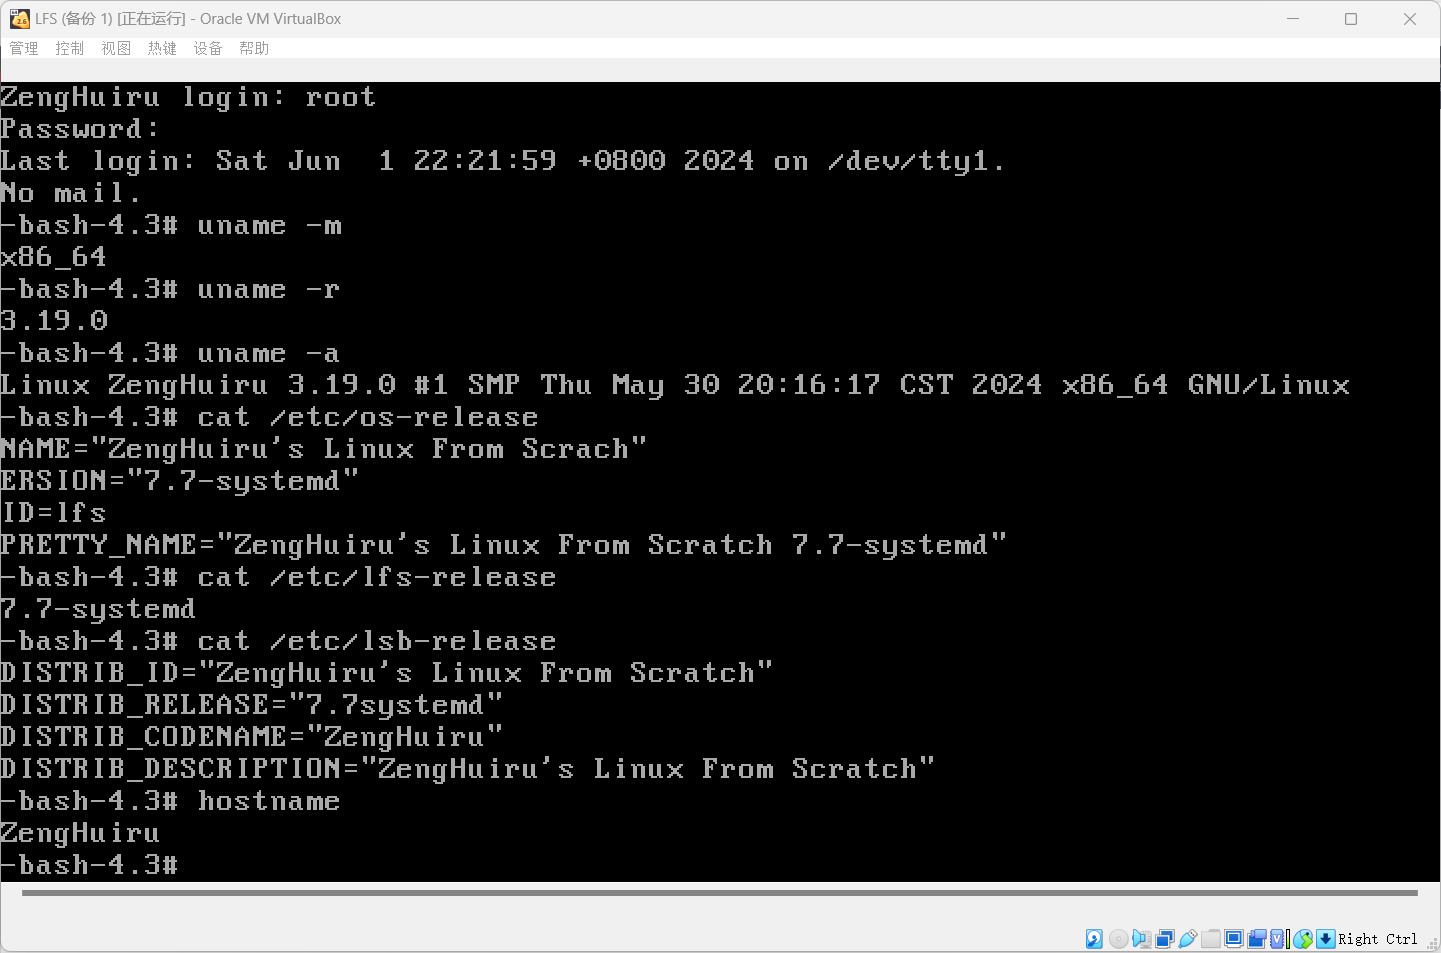 LFS (备份 1) [正在运行] - Oracle VM VirtualBox
管理 控制 视图 热键 设备 帮助
ZengHuiru login: root
Password:
Last login: Sat Jun  1 22:21:59 +0800 2024 on /dev/tty1.
No mail.
-bash-4.3# uname -m
x86_64
-bash-4.3# uname -r
3.19.0
-bash-4.3# uname -a
Linux ZengHuiru 3.19.0 #1 SMP Thu May 30 20:16:17 CST 2024 x86_64 GNU/Linux
-bash-4.3# cat /etc/os-release
NAME="ZengHuiru's Linux From Scrach"
ERSION="7.7-systemd"
ID=lfs
PRETTY_NAME="ZengHuiru's Linux From Scratch 7.7-systemd"
-bash-4.3# cat /etc/lfs-release
7.7-systemd
-bash-4.3# cat /etc/lsb-release
DISTRIB_ID="ZengHuiru's Linux From Scratch"
DISTRIB_RELEASE="7.7systemd"
DISTRIB_CODENAME="ZengHuiru"
DISTRIB_DESCRIPTION="ZengHuiru's Linux From Scratch"
-bash-4.3# hostname
ZengHuiru
-bash-4.3#
Right Ctrl